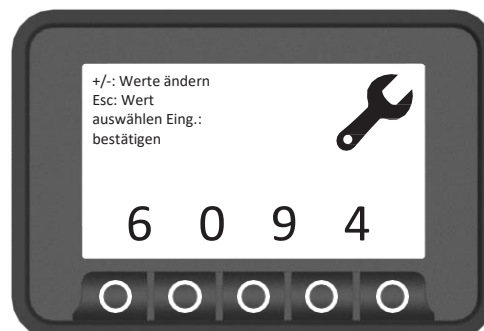 +/-: Werte ändern
Esc: Wert
auswählen Eing.:
bestätigen
6 0 9 4